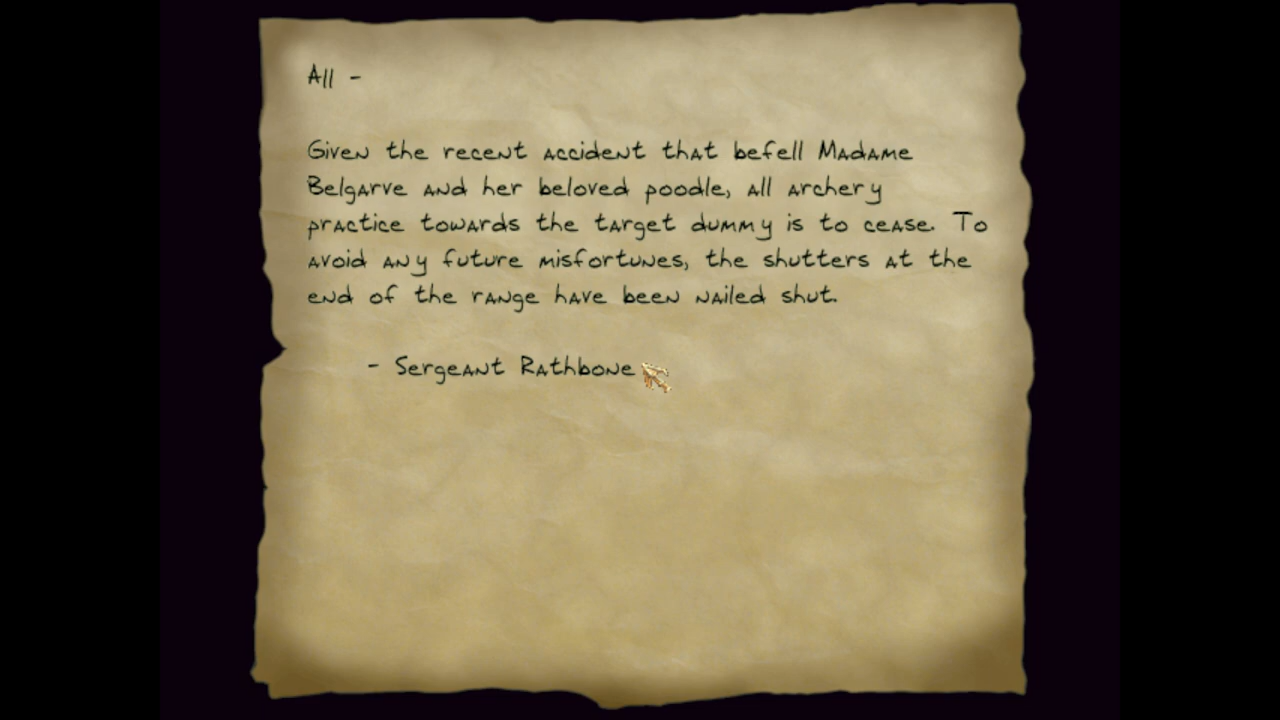 All -
Given the recent accident that befell Madame
Belgarve and her beloved poodle, all archery
practice towards the target dummy is to cease. To
avoid any future misfortunes, the shutters at the
end of the range have been nailed shut.
- Sergeant Rathbone